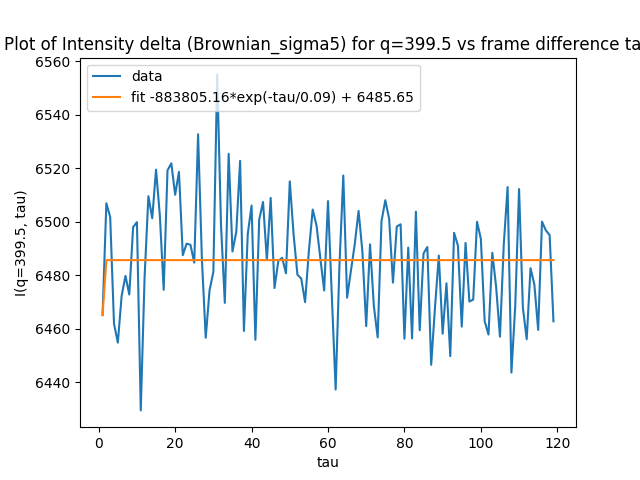 Plot of Intensity delta (Brownian_sigma5) for q=399.5 vs frame difference ta
data
fit -883805.16*exp(-tau/0.09) + 6485.65
6560
6540
6520
6500
6480
6460
6440
I(q=399.5, tau)
0 20 40 60 80 100 120
tau